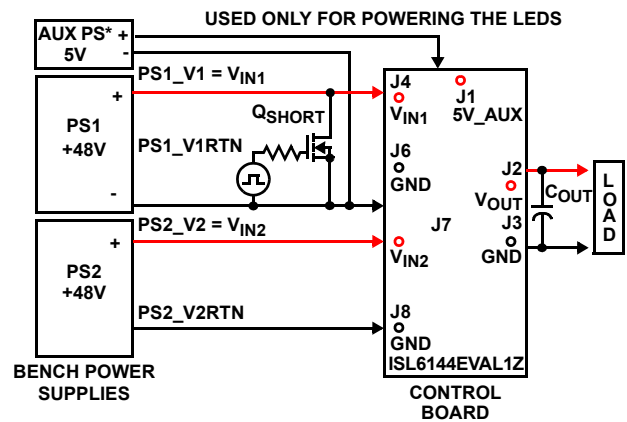 USED ONLY FOR POWERING THE LEDS
AUX PS* +
5V -
+
PS1_V1 = VIN1
PS1
+48V
QSHORT
PS1_V1RTN
-
PS2_V2 = VIN2
+
PS2
+48V
PS2_V2RTN
BENCH POWER
SUPPLIES
J4
VIN1
J1
5V_AUX
J6
GND
J2
VOUT
COUT
J7
J3
GND
VIN2
J8
GND
ISL6144EVAL1Z
CONTROL
BOARD
LOAD